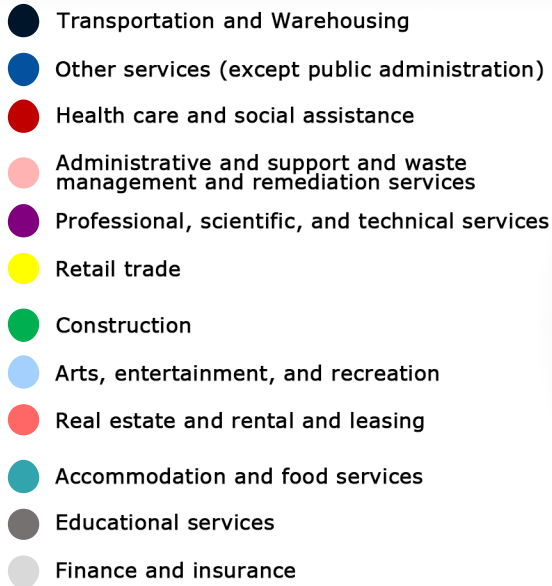 Transportation and Warehousing
Other services (except public administration)
Health care and social assistance
Administrative and support and waste
management and remediation services
Professional, scientific, and technical services
Retail trade
Construction
Arts, entertainment, and recreation
Real estate and rental and leasing
Accommodation and food services
Educational services
Finance and insurance